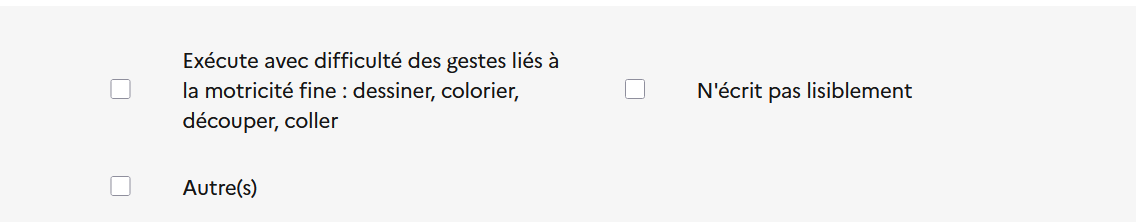 Exécute avec difficulté des gestes liés à
la motricité fine : dessiner, colorier,
découper, coller
N'écrit pas lisiblement
Autre(s)